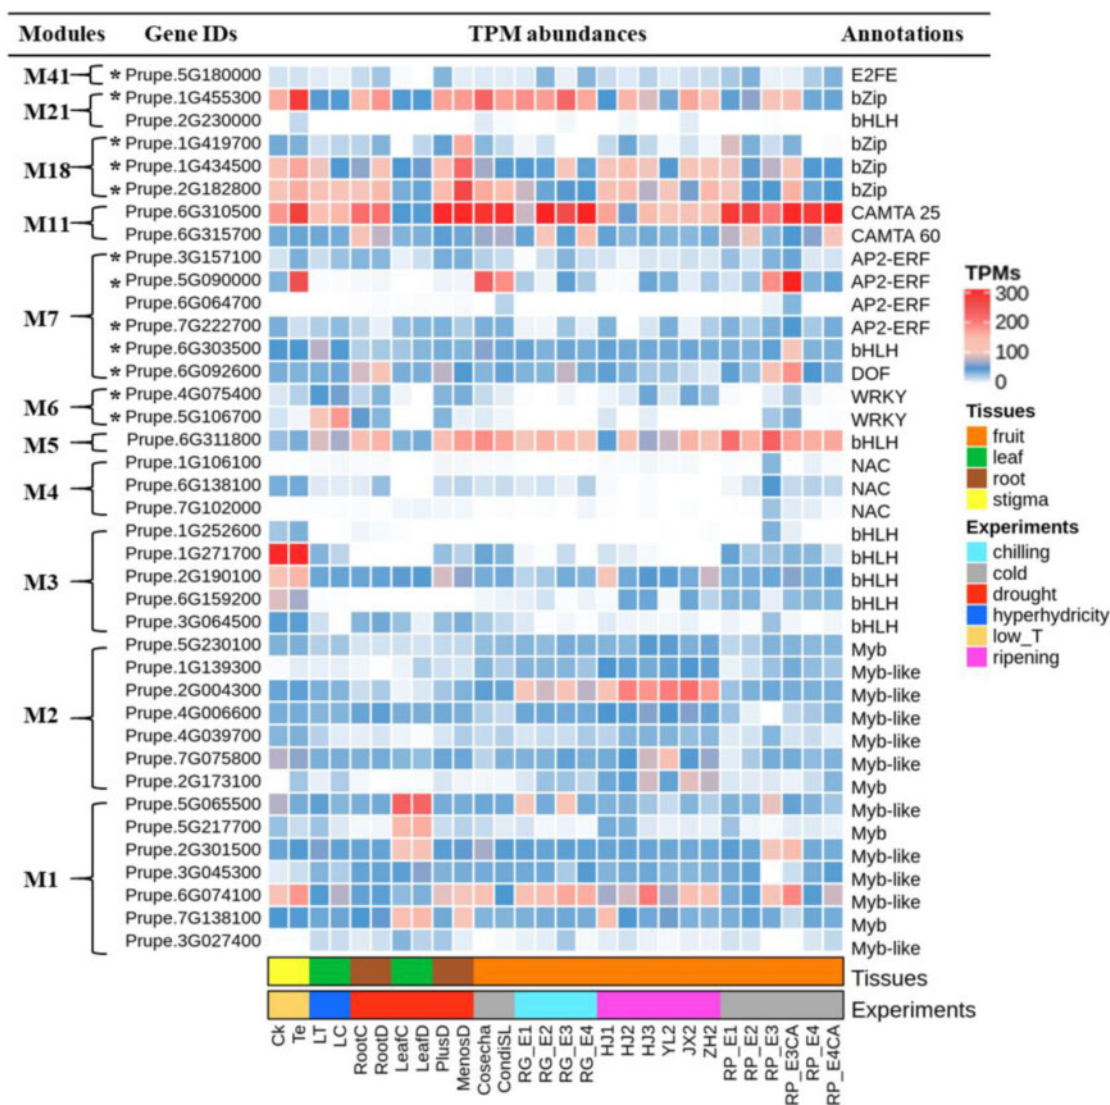 Modules Gene IDs TPM abundances Annotations
M41 * Prupe.5G180000 E2FE
M21 * Prupe.1G455300 bZip
Prupe.2G230000 bHLH
M18 * Prupe.1G419700 bZip
* Prupe.1G434500 bZip
* Prupe.2G182800 bZip
M11 Prupe.6G310500 CAMTA 25
Prupe.6G315700 CAMTA 60
M7 * Prupe.3G157100 AP2-ERF
* Prupe.5G090000 AP2-ERF
Prupe.6G064700 AP2-ERF
* Prupe.7G222700 AP2-ERF
* Prupe.6G303500 bHLH
* Prupe.6G092600 DOF
M6 * Prupe.4G075400 WRKY
* Prupe.5G106700 WRKY
M5 Prupe.6G311800 bHLH
M4 Prupe.1G106100 NAC
Prupe.6G138100 NAC
Prupe.7G102000 NAC
M3 Prupe.1G252600 bHLH
Prupe.1G271700 bHLH
Prupe.2G190100 bHLH
Prupe.6G159200 bHLH
Prupe.3G064500 bHLH
M2 Prupe.5G230100 Myb
Prupe.1G139300 Myb-like
Prupe.2G004300 Myb-like
Prupe.4G006600 Myb-like
Prupe.4G039700 Myb-like
Prupe.7G075800 Myb-like
Prupe.2G173100 Myb
M1 Prupe.5G065500 Myb-like
Prupe.5G217700 Myb
Prupe.2G301500 Myb-like
Prupe.3G045300 Myb-like
Prupe.6G074100 Myb-like
Prupe.7G138100 Myb
Prupe.3G027400 Myb-like
Tissues
Experiments
Ck Te LT LC RootC RootD LeafC LeafD PlusD MenosD Cosecha CondiSL RG_E1 RG_E2 RG_E3 RG_E4 HJ1 HJ2 HJ3 YL2 JX2 ZH2 RP_E1 RP_E2 RP_E3 RP_E3CA RP_E4 RP_E4CA
TPMs
300
200
100
0
Tissues
fruit
leaf
root
stigma
Experiments
chilling
cold
drought
hyperhydricity
low_T
ripening